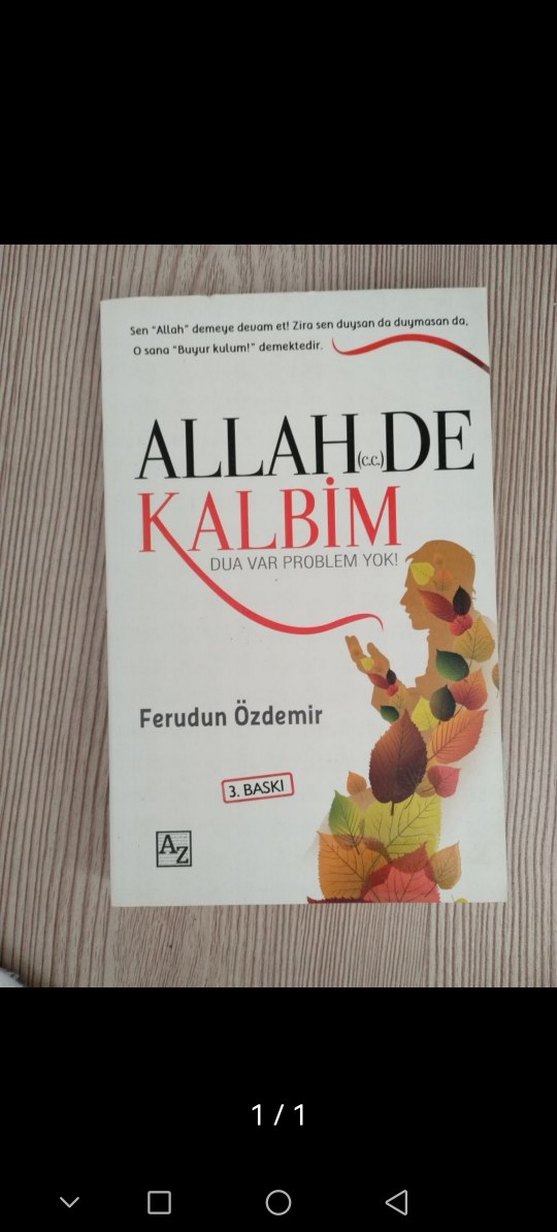 Sen "Allah" demeye devam et! Zira sen duysan da duymasan da,
O sana "Buyur kulum!" demektedir.
ALLAH (c.c.) DE
KALBİM
DUA VAR PROBLEM YOK!
Ferudun Özdemir
3. BASKI
AZ
1 / 1